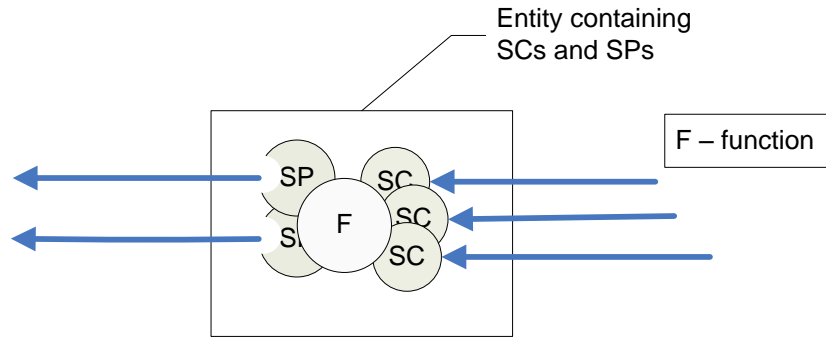 Entity containing
SCs and SPs
F – function
SP
SC
SC
F
SC